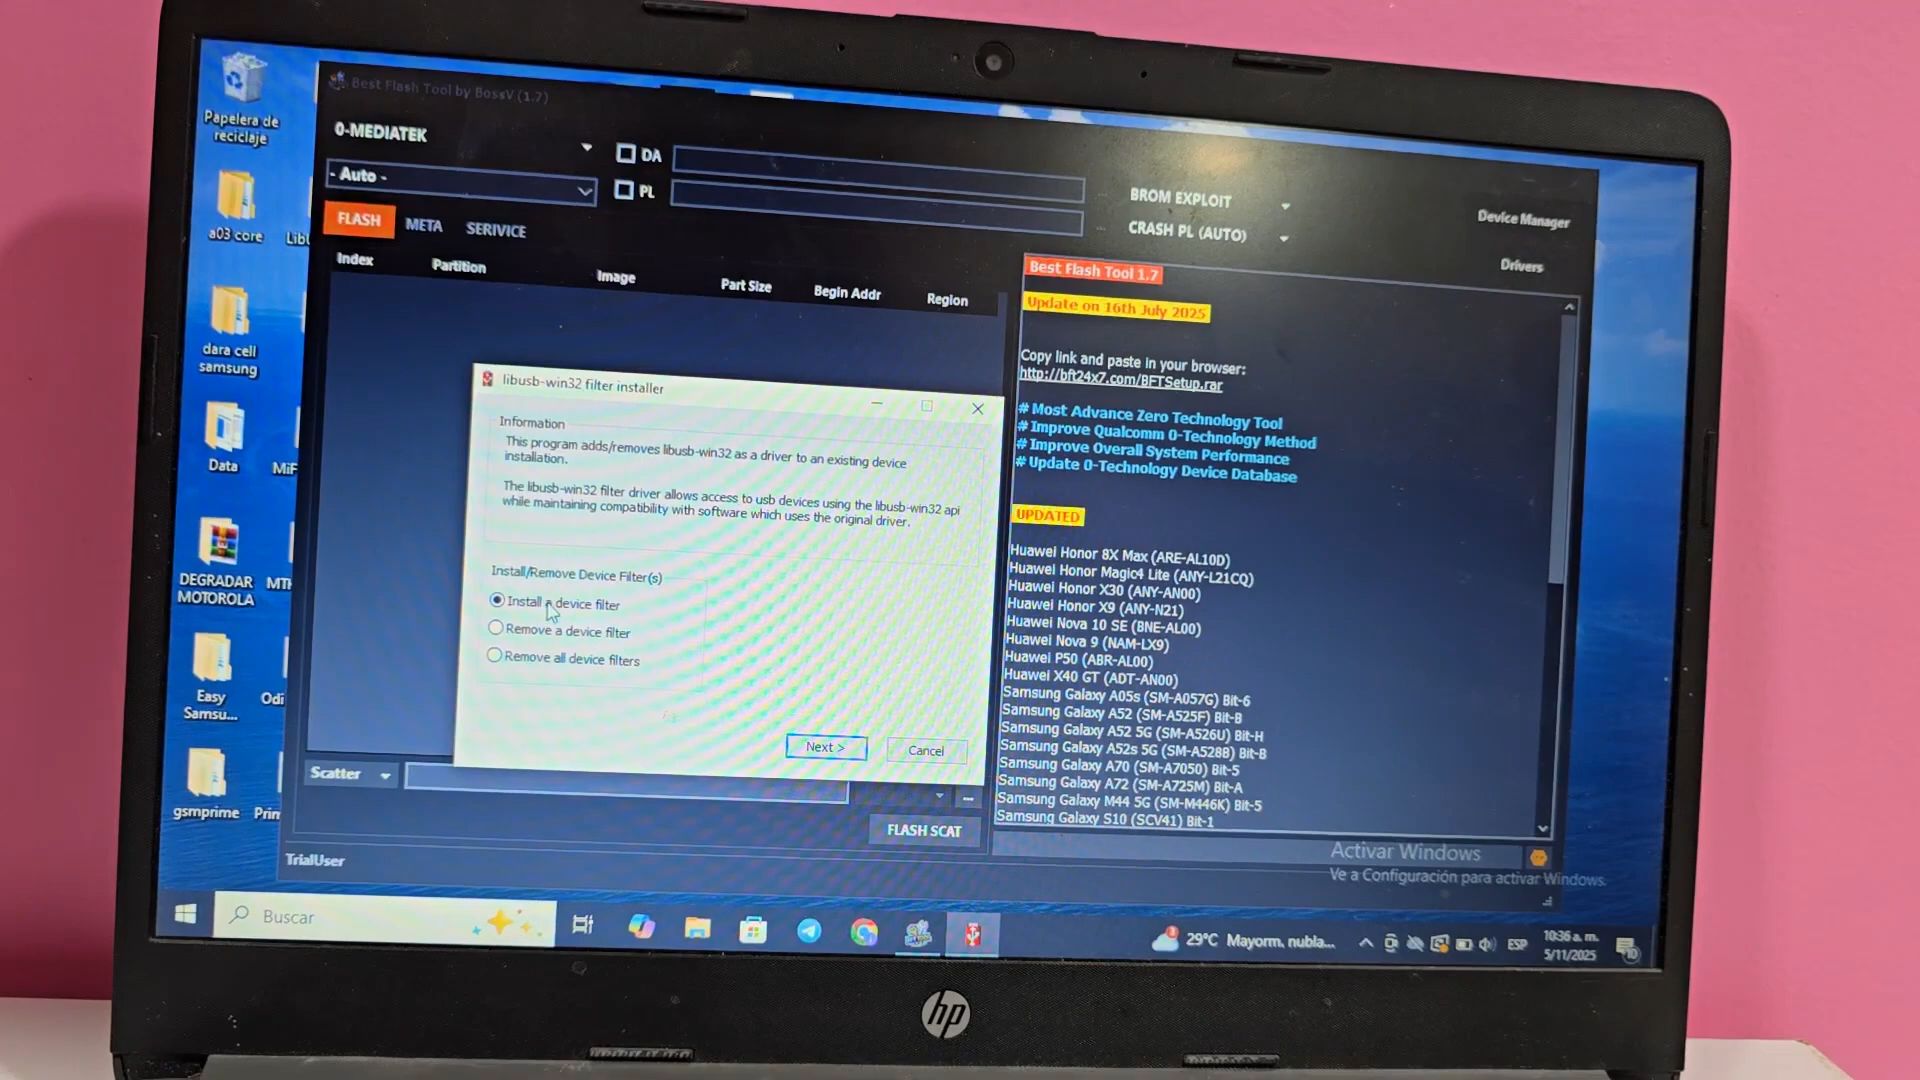 Papelera de
reciclaje
a03 core
dara cell
samsung
Data
DEGRADAR
MOTOROLA
Easy
Samsu...
Odi
gsmprime
Prin
Best Flash Tool by BossV (1.7)
0-MEDIATEK
- Auto -
DA
PL
BROM EXPLOIT
CRASH PL (AUTO)
Device Manager
Drivers
FLASH
META
SERIVICE
Index
Partition
Image
Part Size
Begin Addr
Region
libusb-win32 filter installer
Information
This program adds/removes libusb-win32 as a driver to an existing device
installation.
The libusb-win32 filter driver allows access to usb devices using the libusb-win32 api
while maintaining compatibility with software which uses the original driver.
Install/Remove Device Filter(s)
Install a device filter
Remove a device filter
Remove all device filters
Next >
Cancel
Scatter
...
FLASH SCAT
TrialUser
Best Flash Tool 1.7
Update on 16th July 2025
Copy link and paste in your browser:
http://bft24x7.com/BFTSetup.rar
# Most Advance Zero Technology Tool
# Improve Qualcomm 0-Technology Method
# Improve Overall System Performance
# Update 0-Technology Device Database
UPDATED
Huawei Honor 8X Max (ARE-AL10D)
Huawei Honor Magic4 Lite (ANY-L21CQ)
Huawei Honor X30 (ANY-AN00)
Huawei Honor X9 (ANY-N21)
Huawei Nova 10 SE (BNE-AL00)
Huawei Nova 9 (NAM-LX9)
Huawei P50 (ABR-AL00)
Huawei X40 GT (ADT-AN00)
Samsung Galaxy A05s (SM-A057G) Bit-6
Samsung Galaxy A52 (SM-A525F) Bit-B
Samsung Galaxy A52 5G (SM-A526U) Bit-H
Samsung Galaxy A52s 5G (SM-A528B) Bit-B
Samsung Galaxy A70 (SM-A7050) Bit-5
Samsung Galaxy A72 (SM-A725M) Bit-A
Samsung Galaxy M44 5G (SM-M446K) Bit-5
Samsung Galaxy S10 (SCV41) Bit-1
Activar Windows
Ve a Configuración para activar Windows.
Buscar
29°C Mayorm. nubla...
ESP
10:36 a. m.
5/11/2025
hp